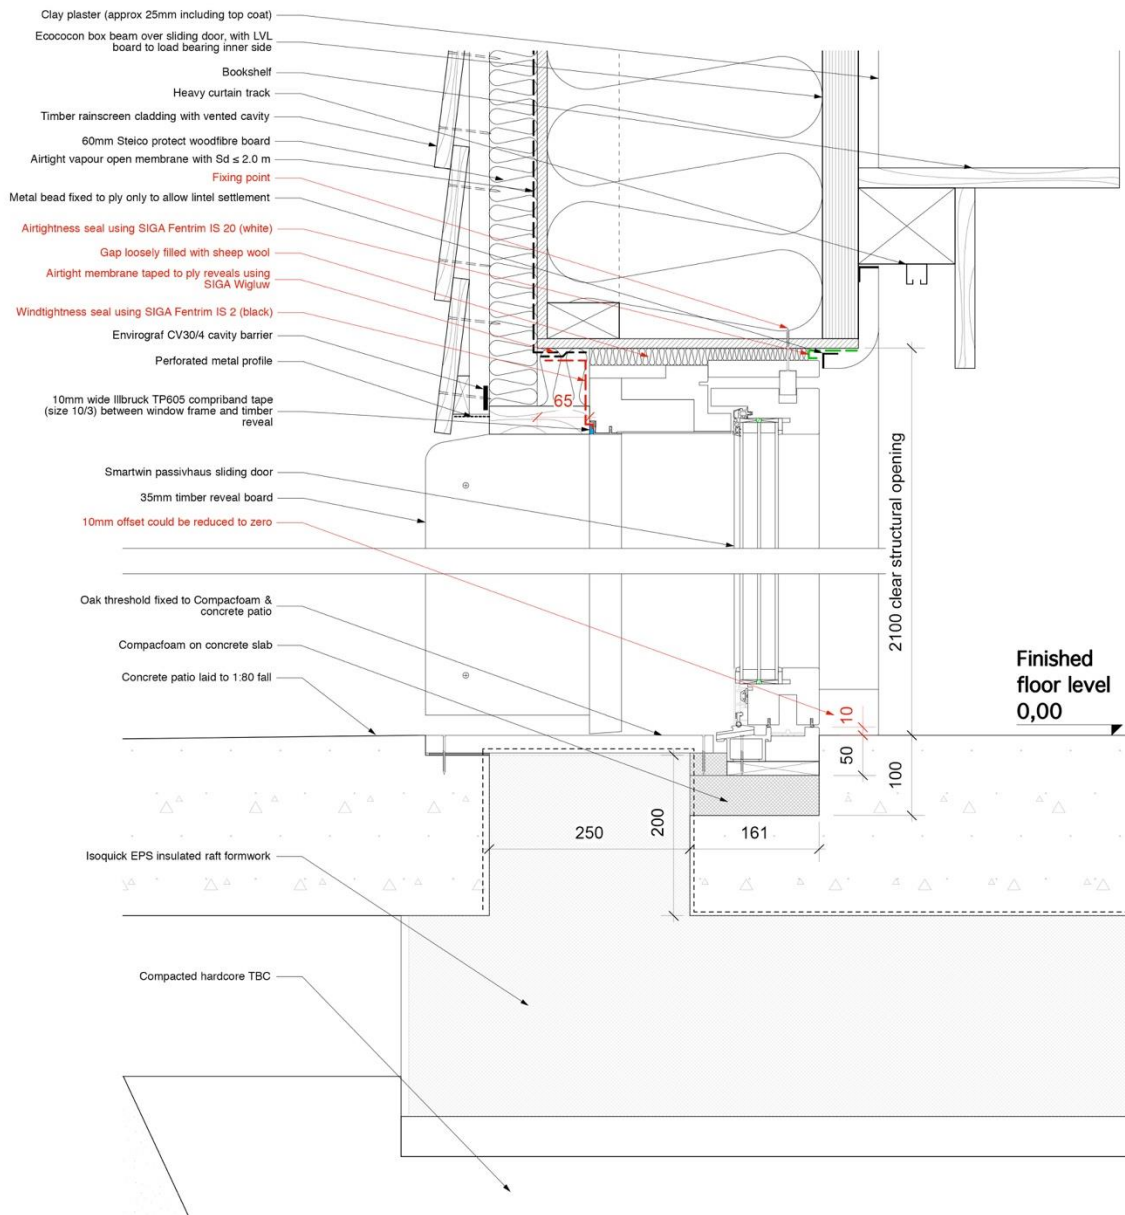 Clay plaster (approx 25mm including top coat)
Ecococon box beam over sliding door, with LVL
board to load bearing inner side
Bookshelf
Heavy curtain track
Timber rainscreen cladding with vented cavity
60mm Steico protect woodfibre board
Airtight vapour open membrane with Sd ≤ 2.0 m
Fixing point
Metal bead fixed to ply only to allow lintel settlement
Airtightness seal using SIGA Fentrim IS 20 (white)
Gap loosely filled with sheep wool
Airtight membrane taped to ply reveals using
SIGA Wigluw
Windtightness seal using SIGA Fentrim IS 2 (black)
Envirograf CV30/4 cavity barrier
Perforated metal profile
10mm wide Illbruck TP605 compriband tape
(size 10/3) between window frame and timber
reveal
65
Smartwin passivhaus sliding door
35mm timber reveal board
10mm offset could be reduced to zero
2100 clear structural opening
Oak threshold fixed to Compacfoam &
concrete patio
Compacfoam on concrete slab
Concrete patio laid to 1:80 fall
Finished
floor level
0,00
10
50
100
200
250
161
Isoquick EPS insulated raft formwork
Compacted hardcore TBC